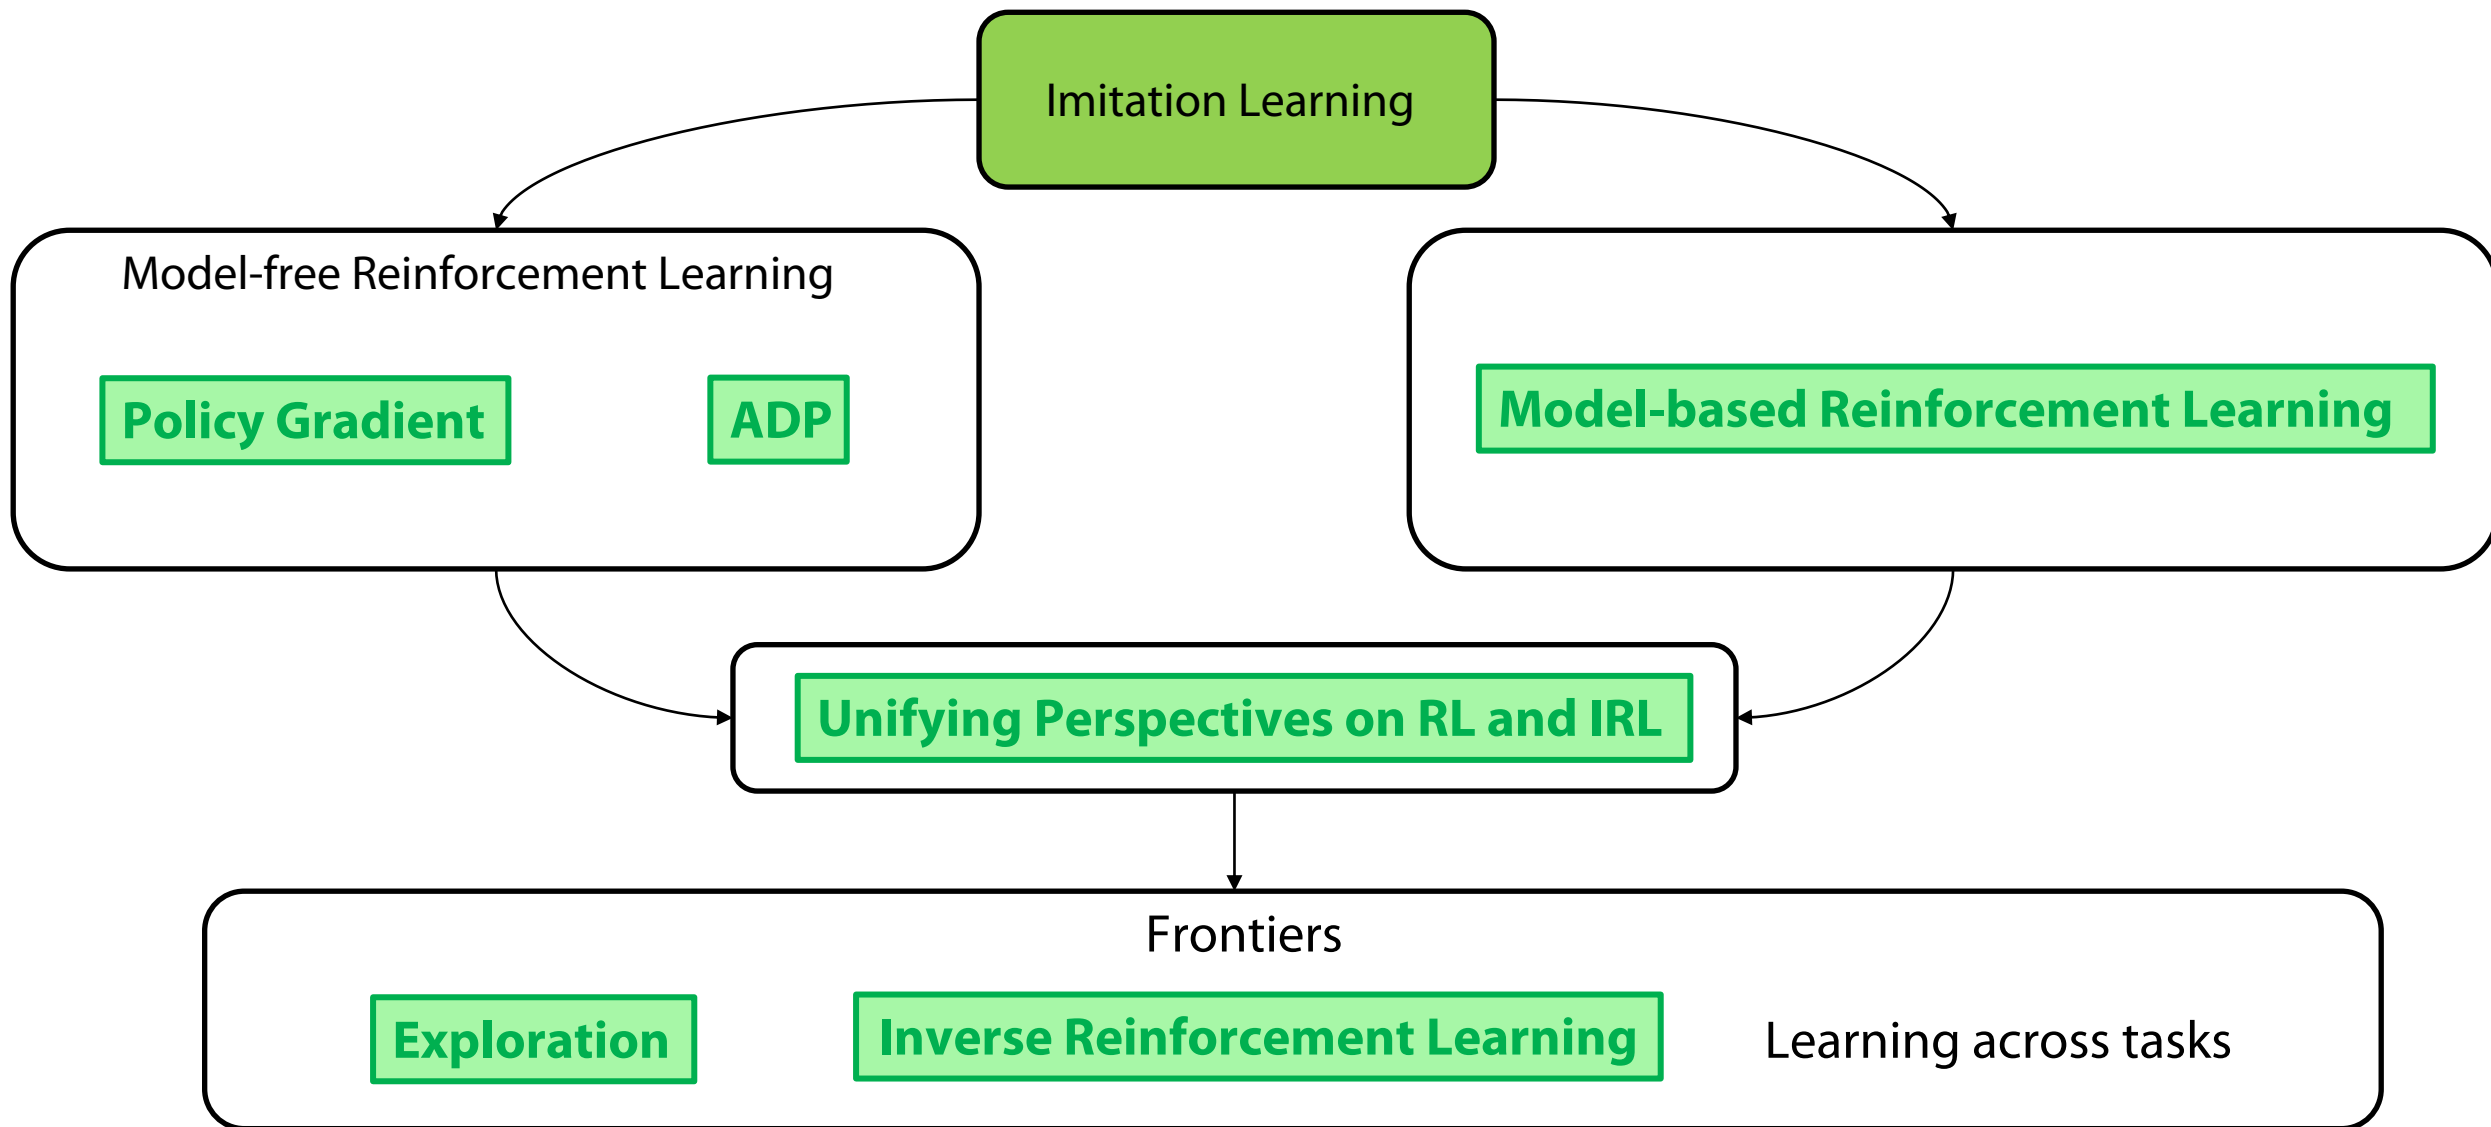 Imitation Learning
Model-free Reinforcement Learning
Policy Gradient
ADP
Model-based Reinforcement Learning
Unifying Perspectives on RL and IRL
Frontiers
Exploration
Inverse Reinforcement Learning
Learning across tasks